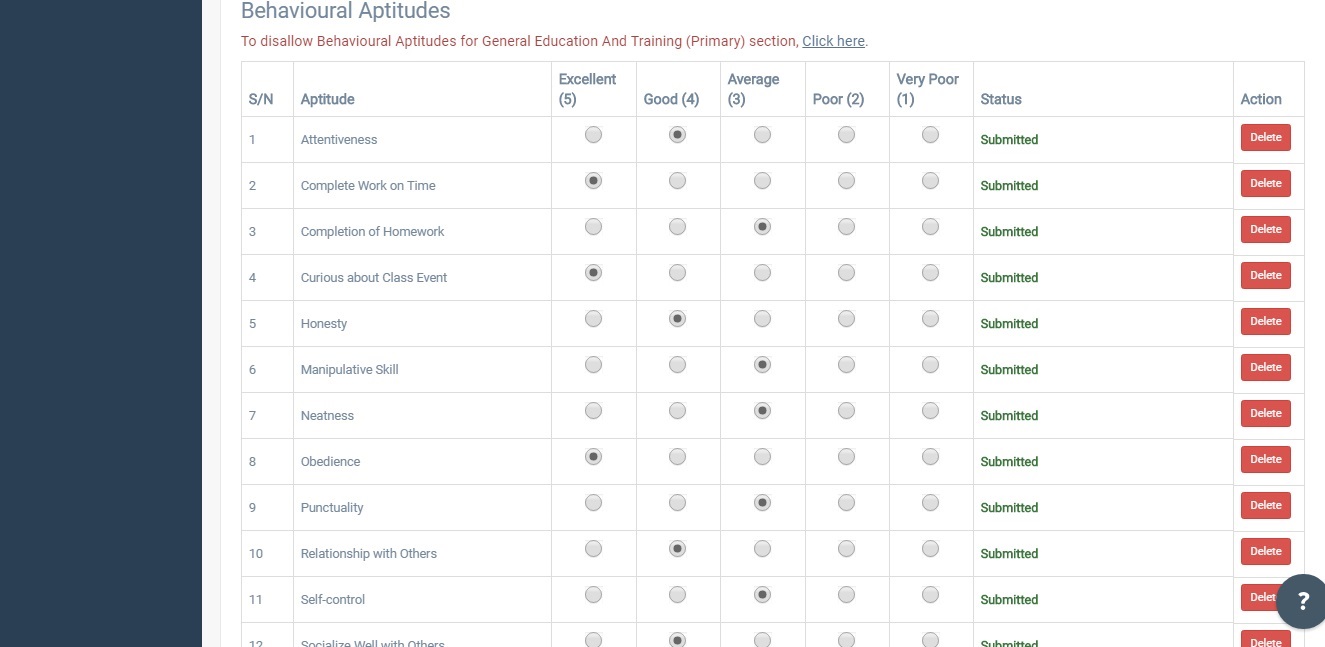 Behavioural Aptitudes
To disallow Behavioural Aptitudes for General Education And Training (Primary) section, Click here.
S/N Aptitude Excellent (5) Good (4) Average (3) Poor (2) Very Poor (1) Status Action
1 Attentiveness Submitted Delete
2 Complete Work on Time Submitted Delete
3 Completion of Homework Submitted Delete
4 Curious about Class Event Submitted Delete
5 Honesty Submitted Delete
6 Manipulative Skill Submitted Delete
7 Neatness Submitted Delete
8 Obedience Submitted Delete
9 Punctuality Submitted Delete
10 Relationship with Others Submitted Delete
11 Self-control Submitted Delete ?
12 Socialize Well with Others Submitted Delete